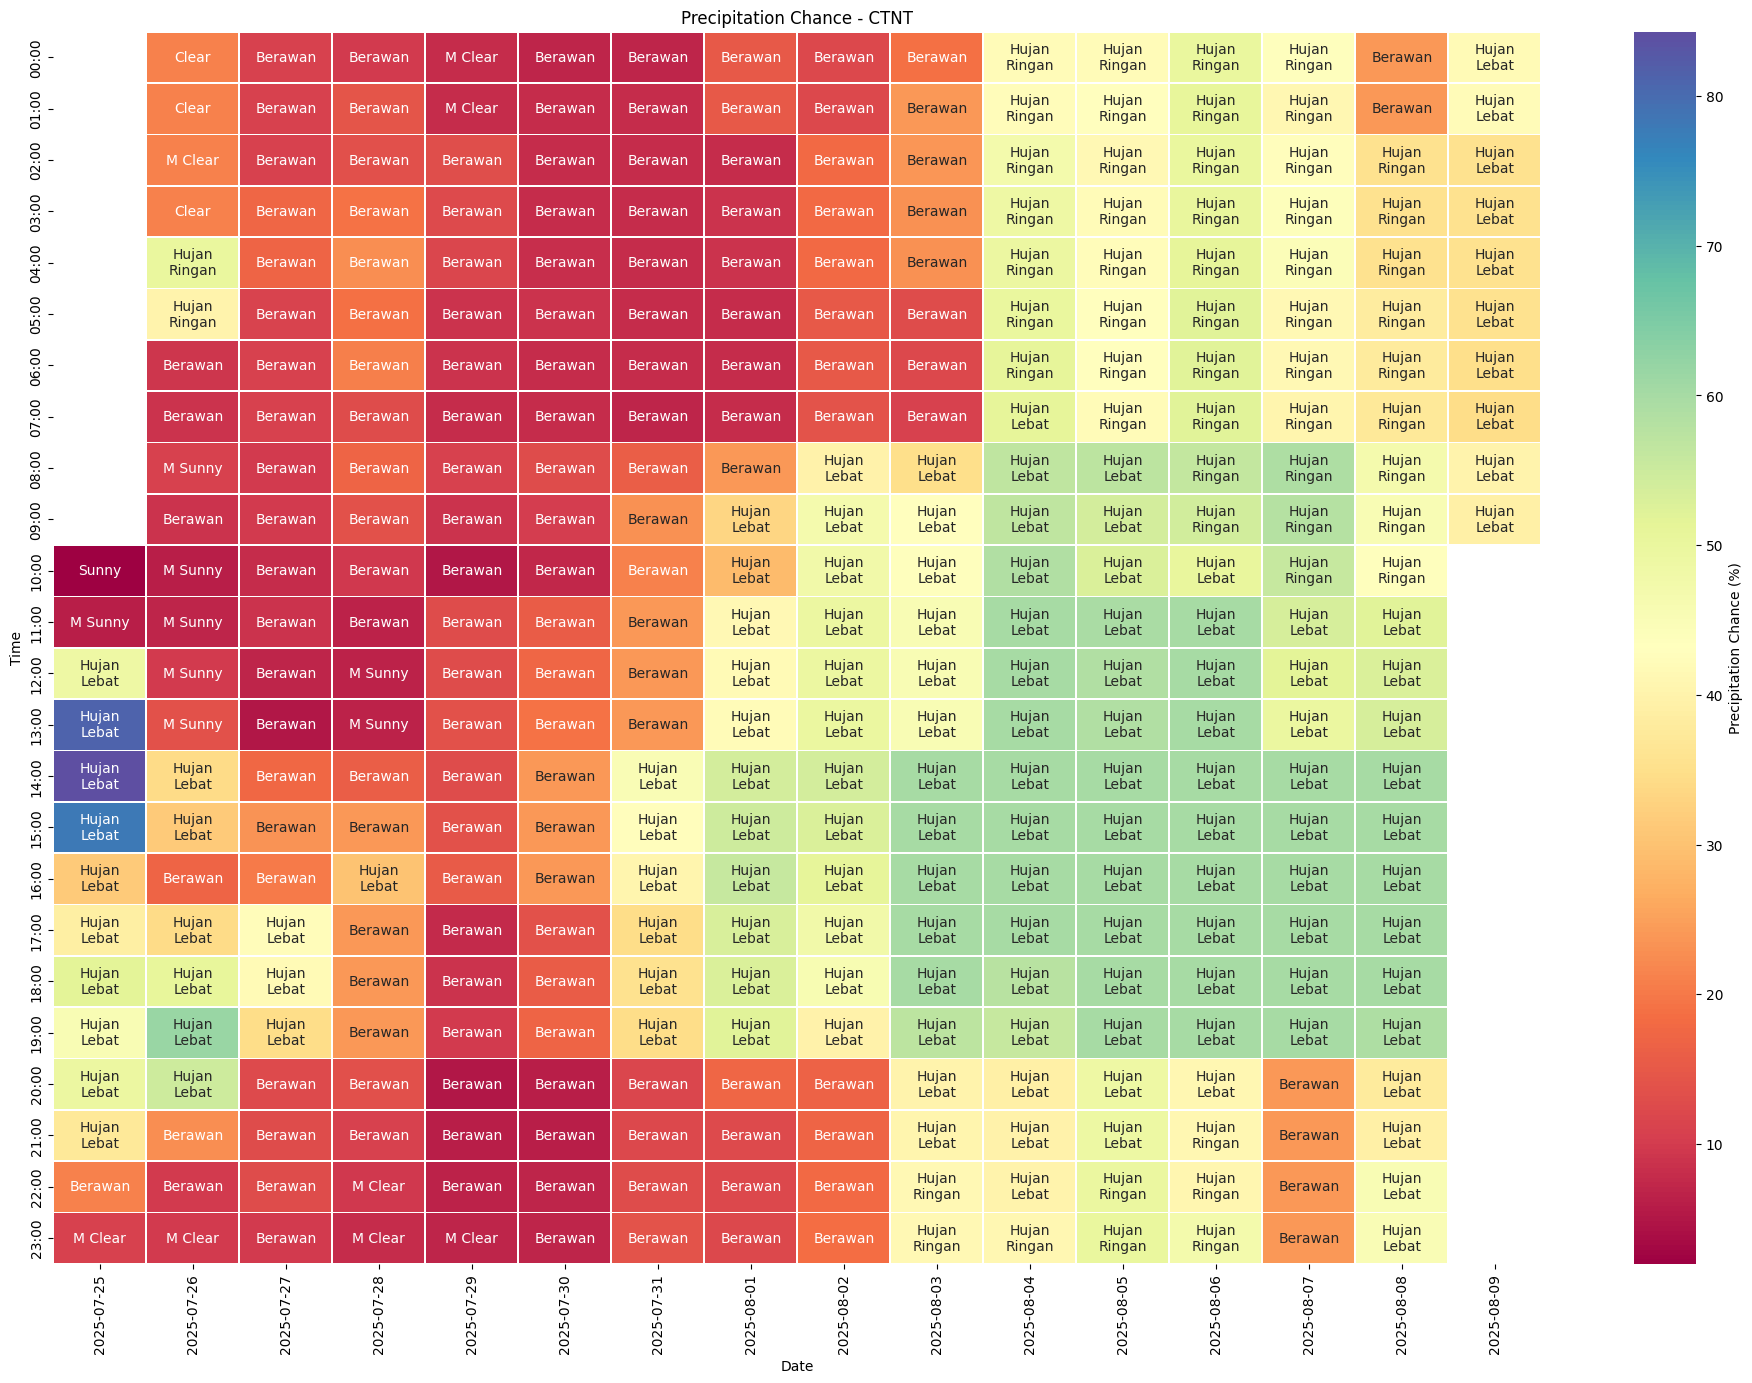 Precipitation Chance - CTNT
00:00 Clear Berawan Berawan M Clear Berawan Berawan Berawan Berawan Berawan Hujan Ringan Hujan Ringan Hujan Ringan Hujan Ringan Berawan Hujan Lebat
01:00 Clear Berawan Berawan M Clear Berawan Berawan Berawan Berawan Berawan Hujan Ringan Hujan Ringan Hujan Ringan Hujan Ringan Berawan Hujan Lebat
02:00 M Clear Berawan Berawan Berawan Berawan Berawan Berawan Berawan Berawan Hujan Ringan Hujan Ringan Hujan Ringan Hujan Ringan Hujan Ringan Hujan Lebat
03:00 Clear Berawan Berawan Berawan Berawan Berawan Berawan Berawan Berawan Hujan Ringan Hujan Ringan Hujan Ringan Hujan Ringan Hujan Ringan Hujan Lebat
04:00 Hujan Ringan Berawan Berawan Berawan Berawan Berawan Berawan Berawan Berawan Hujan Ringan Hujan Ringan Hujan Ringan Hujan Ringan Hujan Ringan Hujan Lebat
05:00 Hujan Ringan Berawan Berawan Berawan Berawan Berawan Berawan Berawan Berawan Hujan Ringan Hujan Ringan Hujan Ringan Hujan Ringan Hujan Ringan Hujan Lebat
06:00 Berawan Berawan Berawan Berawan Berawan Berawan Berawan Berawan Berawan Hujan Ringan Hujan Ringan Hujan Ringan Hujan Ringan Hujan Ringan Hujan Lebat
07:00 Berawan Berawan Berawan Berawan Berawan Berawan Berawan Berawan Berawan Hujan Lebat Hujan Ringan Hujan Ringan Hujan Ringan Hujan Ringan Hujan Lebat
08:00 M Sunny Berawan Berawan Berawan Berawan Berawan Berawan Hujan Lebat Hujan Lebat Hujan Lebat Hujan Lebat Hujan Ringan Hujan Ringan Hujan Ringan Hujan Lebat
09:00 Berawan Berawan Berawan Berawan Berawan Berawan Hujan Lebat Hujan Lebat Hujan Lebat Hujan Lebat Hujan Lebat Hujan Ringan Hujan Ringan Hujan Ringan Hujan Lebat
10:00 Sunny M Sunny Berawan Berawan Berawan Berawan Berawan Hujan Lebat Hujan Lebat Hujan Lebat Hujan Lebat Hujan Lebat Hujan Lebat Hujan Ringan Hujan Ringan
11:00 M Sunny M Sunny Berawan Berawan Berawan Berawan Berawan Hujan Lebat Hujan Lebat Hujan Lebat Hujan Lebat Hujan Lebat Hujan Lebat Hujan Lebat Hujan Lebat
12:00 Hujan Lebat M Sunny Berawan M Sunny Berawan Berawan Berawan Hujan Lebat Hujan Lebat Hujan Lebat Hujan Lebat Hujan Lebat Hujan Lebat Hujan Lebat Hujan Lebat
13:00 Hujan Lebat M Sunny Berawan M Sunny Berawan Berawan Berawan Hujan Lebat Hujan Lebat Hujan Lebat Hujan Lebat Hujan Lebat Hujan Lebat Hujan Lebat Hujan Lebat
14:00 Hujan Lebat Hujan Lebat Berawan Berawan Berawan Berawan Hujan Lebat Hujan Lebat Hujan Lebat Hujan Lebat Hujan Lebat Hujan Lebat Hujan Lebat Hujan Lebat Hujan Lebat
15:00 Hujan Lebat Hujan Lebat Berawan Berawan Berawan Berawan Hujan Lebat Hujan Lebat Hujan Lebat Hujan Lebat Hujan Lebat Hujan Lebat Hujan Lebat Hujan Lebat Hujan Lebat
16:00 Hujan Lebat Berawan Berawan Hujan Lebat Berawan Berawan Hujan Lebat Hujan Lebat Hujan Lebat Hujan Lebat Hujan Lebat Hujan Lebat Hujan Lebat Hujan Lebat Hujan Lebat
17:00 Hujan Lebat Hujan Lebat Hujan Lebat Berawan Berawan Berawan Hujan Lebat Hujan Lebat Hujan Lebat Hujan Lebat Hujan Lebat Hujan Lebat Hujan Lebat Hujan Lebat Hujan Lebat
18:00 Hujan Lebat Hujan Lebat Hujan Lebat Berawan Berawan Berawan Hujan Lebat Hujan Lebat Hujan Lebat Hujan Lebat Hujan Lebat Hujan Lebat Hujan Lebat Hujan Lebat Hujan Lebat
19:00 Hujan Lebat Hujan Lebat Hujan Lebat Berawan Berawan Berawan Hujan Lebat Hujan Lebat Hujan Lebat Hujan Lebat Hujan Lebat Hujan Lebat Hujan Lebat Hujan Lebat Hujan Lebat
20:00 Hujan Lebat Hujan Lebat Berawan Berawan Berawan Berawan Berawan Berawan Berawan Hujan Lebat Hujan Lebat Hujan Lebat Hujan Lebat Berawan Hujan Lebat
21:00 Hujan Lebat Berawan Berawan Berawan Berawan Berawan Berawan Berawan Berawan Hujan Lebat Hujan Lebat Hujan Lebat Hujan Ringan Berawan Hujan Lebat
22:00 Berawan Berawan Berawan M Clear Berawan Berawan Berawan Berawan Berawan Hujan Ringan Hujan Lebat Hujan Ringan Hujan Ringan Berawan Hujan Lebat
23:00 M Clear M Clear Berawan M Clear M Clear Berawan Berawan Berawan Berawan Hujan Ringan Hujan Ringan Hujan Ringan Hujan Ringan Berawan Hujan Lebat
Time
2025-07-25 2025-07-26 2025-07-27 2025-07-28 2025-07-29 2025-07-30 2025-07-31 2025-08-01 2025-08-02 2025-08-03 2025-08-04 2025-08-05 2025-08-06 2025-08-07 2025-08-08 2025-08-09
Date
80
70
60
50
40
30
20
10
Precipitation Chance (%)